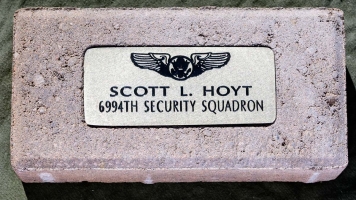 SCOTT L. HOYT
6994TH SECURITY SQUADRON